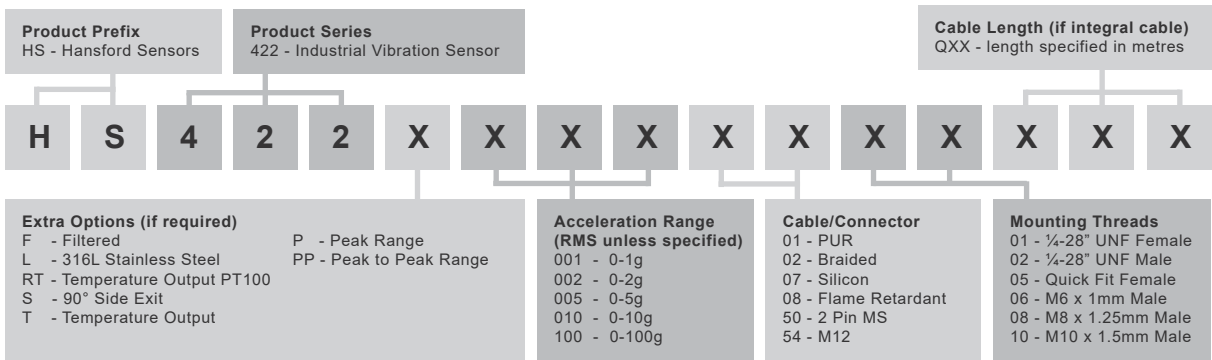 Product Prefix
HS - Hansford Sensors
Product Series
422 - Industrial Vibration Sensor
Cable Length (if integral cable)
QXX - length specified in metres
H S 4 2 2 X X X X X X X X X X X
Extra Options (if required)
F - Filtered
L - 316L Stainless Steel
RT - Temperature Output PT100
S - 90° Side Exit
T - Temperature Output
P - Peak Range
PP - Peak to Peak Range
Acceleration Range
(RMS unless specified)
001 - 0-1g
002 - 0-2g
005 - 0-5g
010 - 0-10g
100 - 0-100g
Cable/Connector
01 - PUR
02 - Braided
07 - Silicon
08 - Flame Retardant
50 - 2 Pin MS
54 - M12
Mounting Threads
01 - ¼-28” UNF Female
02 - ¼-28” UNF Male
05 - Quick Fit Female
06 - M6 x 1mm Male
08 - M8 x 1.25mm Male
10 - M10 x 1.5mm Male